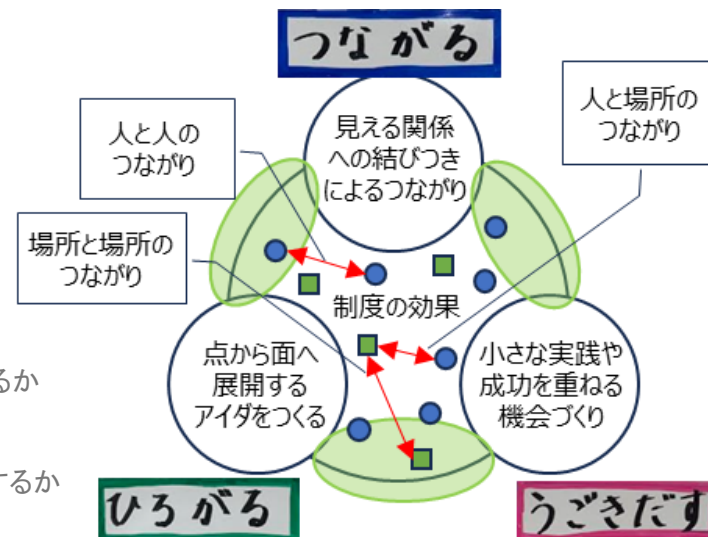 つながる
人と人の
つながり
見える関係
への結びつき
によるつながり
人と場所の
つながり
場所と場所の
つながり
制度の効果
点から面へ
展開する
アイダをつくる
小さな実践や
成功を重ねる
機会づくり
るか
するか
ひろがる
うごきだす